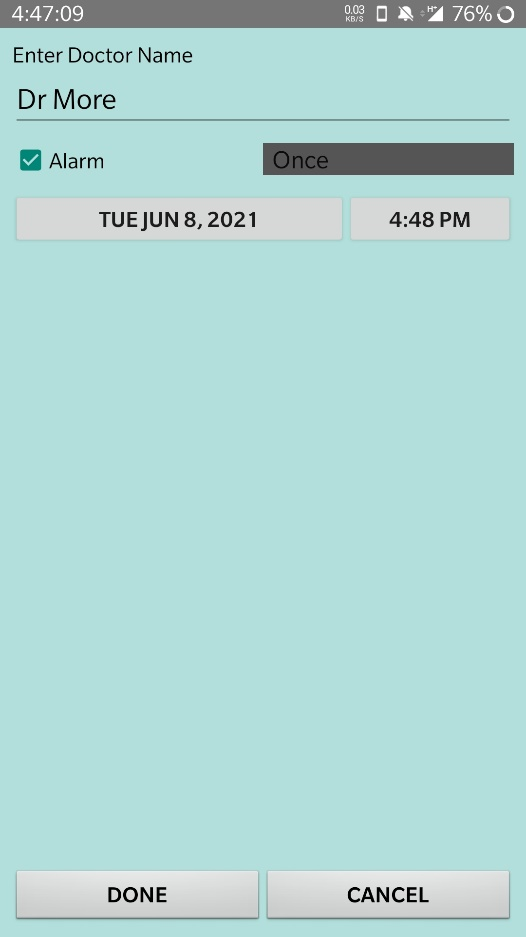 4:47:09 0.03 KB/S H+ 76%
Enter Doctor Name
Dr More
Alarm Once
TUE JUN 8, 2021 4:48 PM
DONE CANCEL